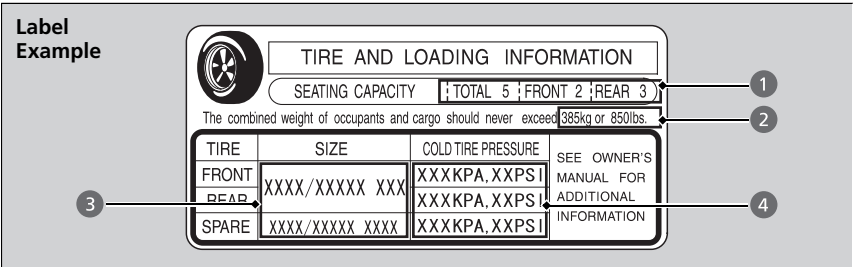 Label
Example
TIRE AND LOADING INFORMATION
SEATING CAPACITY TOTAL 5 FRONT 2 REAR 3
1
The combined weight of occupants and cargo should never exceed 385kg or 850lbs.
2
TIRE SIZE COLD TIRE PRESSURE SEE OWNER'S
MANUAL FOR
ADDITIONAL
INFORMATION
FRONT XXXX/XXXXX XXX XXXKPA,XXPSI
REAR XXXKPA,XXPSI
SPARE XXXX/XXXXX XXXX XXXKPA,XXPSI
3
4